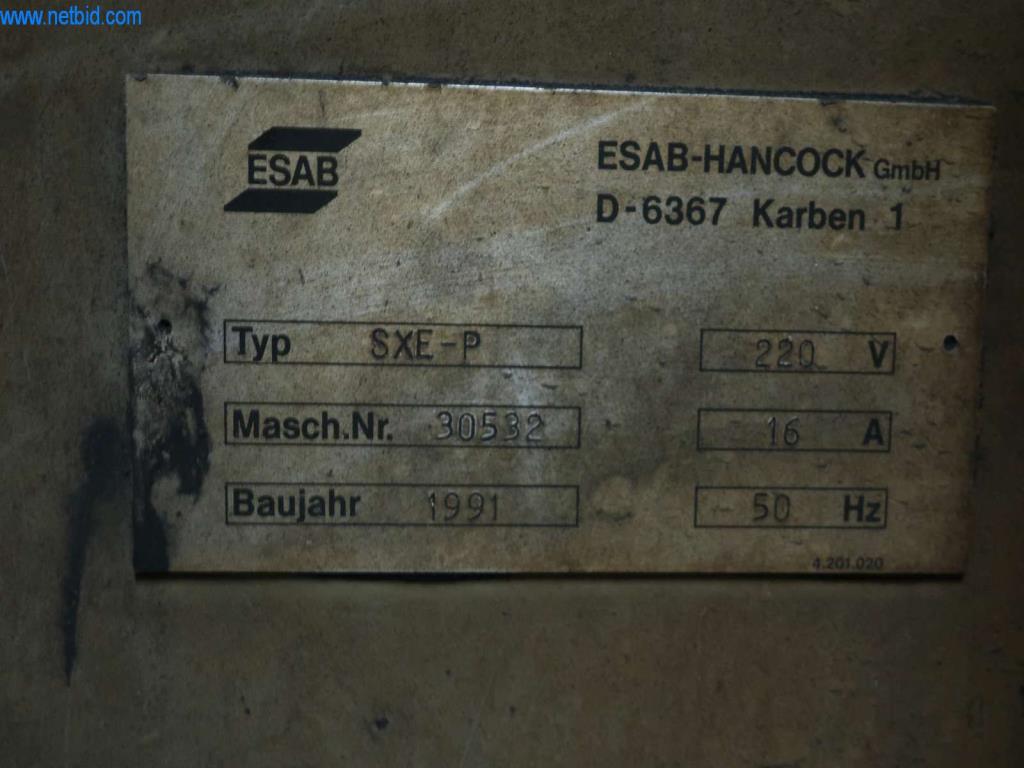 www.netbid.com
ESAB
ESAB-HANCOCK GmbH
D-6367 Karben 1
Typ SXE-P
220 V
Masch.Nr. 30532
16 A
Baujahr 1991
50 Hz
4.201.020